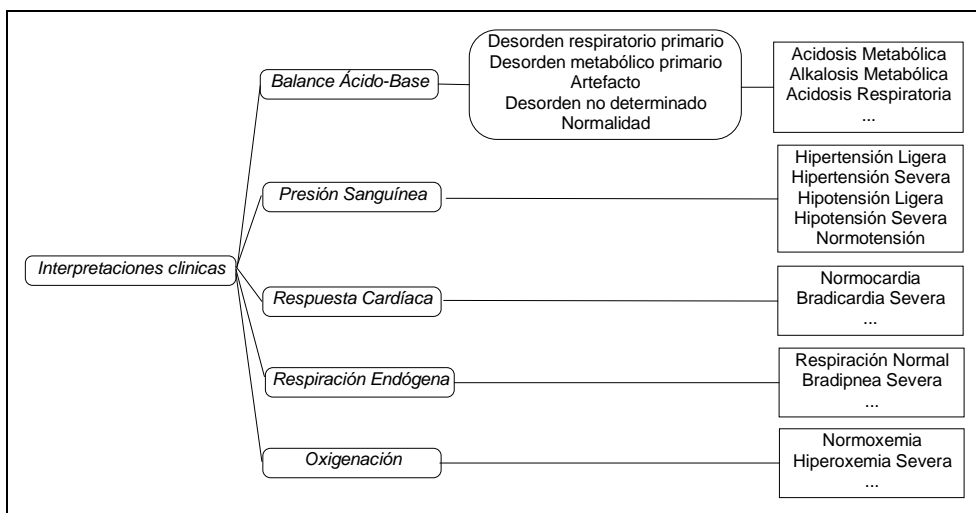 Interpretaciones clinicas
Balance Ácido-Base
Desorden respiratorio primario
Desorden metabólico primario
Artefacto
Desorden no determinado
Normalidad
Acidosis Metabólica
Alkalosis Metabólica
Acidosis Respiratoria
...
Presión Sanguínea
Hipertensión Ligera
Hipertensión Severa
Hipotensión Ligera
Hipotensión Severa
Normotensión
Respuesta Cardíaca
Normocardia
Bradicardia Severa
...
Respiración Endógena
Respiración Normal
Bradipnea Severa
...
Oxigenación
Normoxemia
Hiperoxemia Severa
...